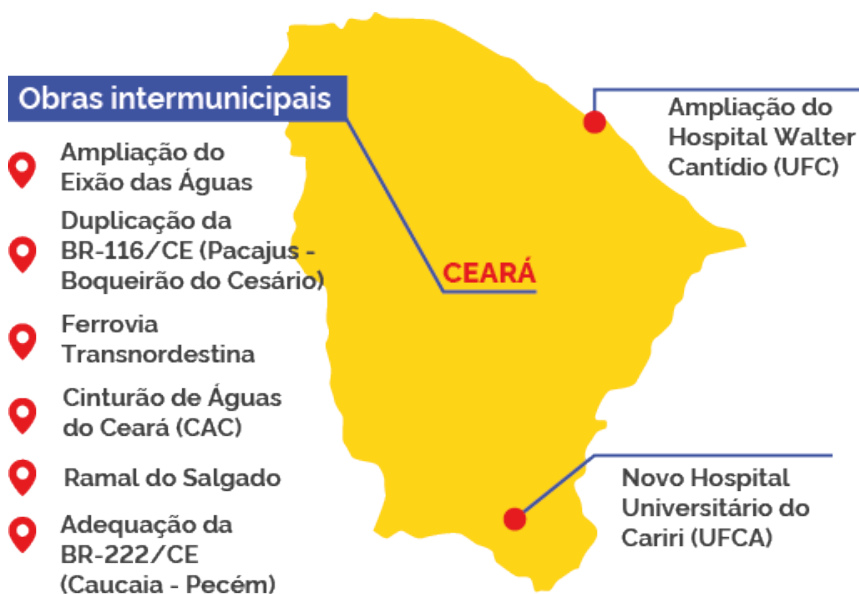 Obras intermunicipais
Ampliação do
Eixão das Águas
Duplicação da
BR-116/CE (Pacajus -
Boqueirão do Cesário)
Ferrovia
Transnordestina
Cinturão de Águas
do Ceará (CAC)
Ramal do Salgado
Adequação da
BR-222/CE
(Caucaia - Pecém)
CEARÁ
Ampliação do
Hospital Walter
Cantídio (UFC)
Novo Hospital
Universitário do
Cariri (UFCA)